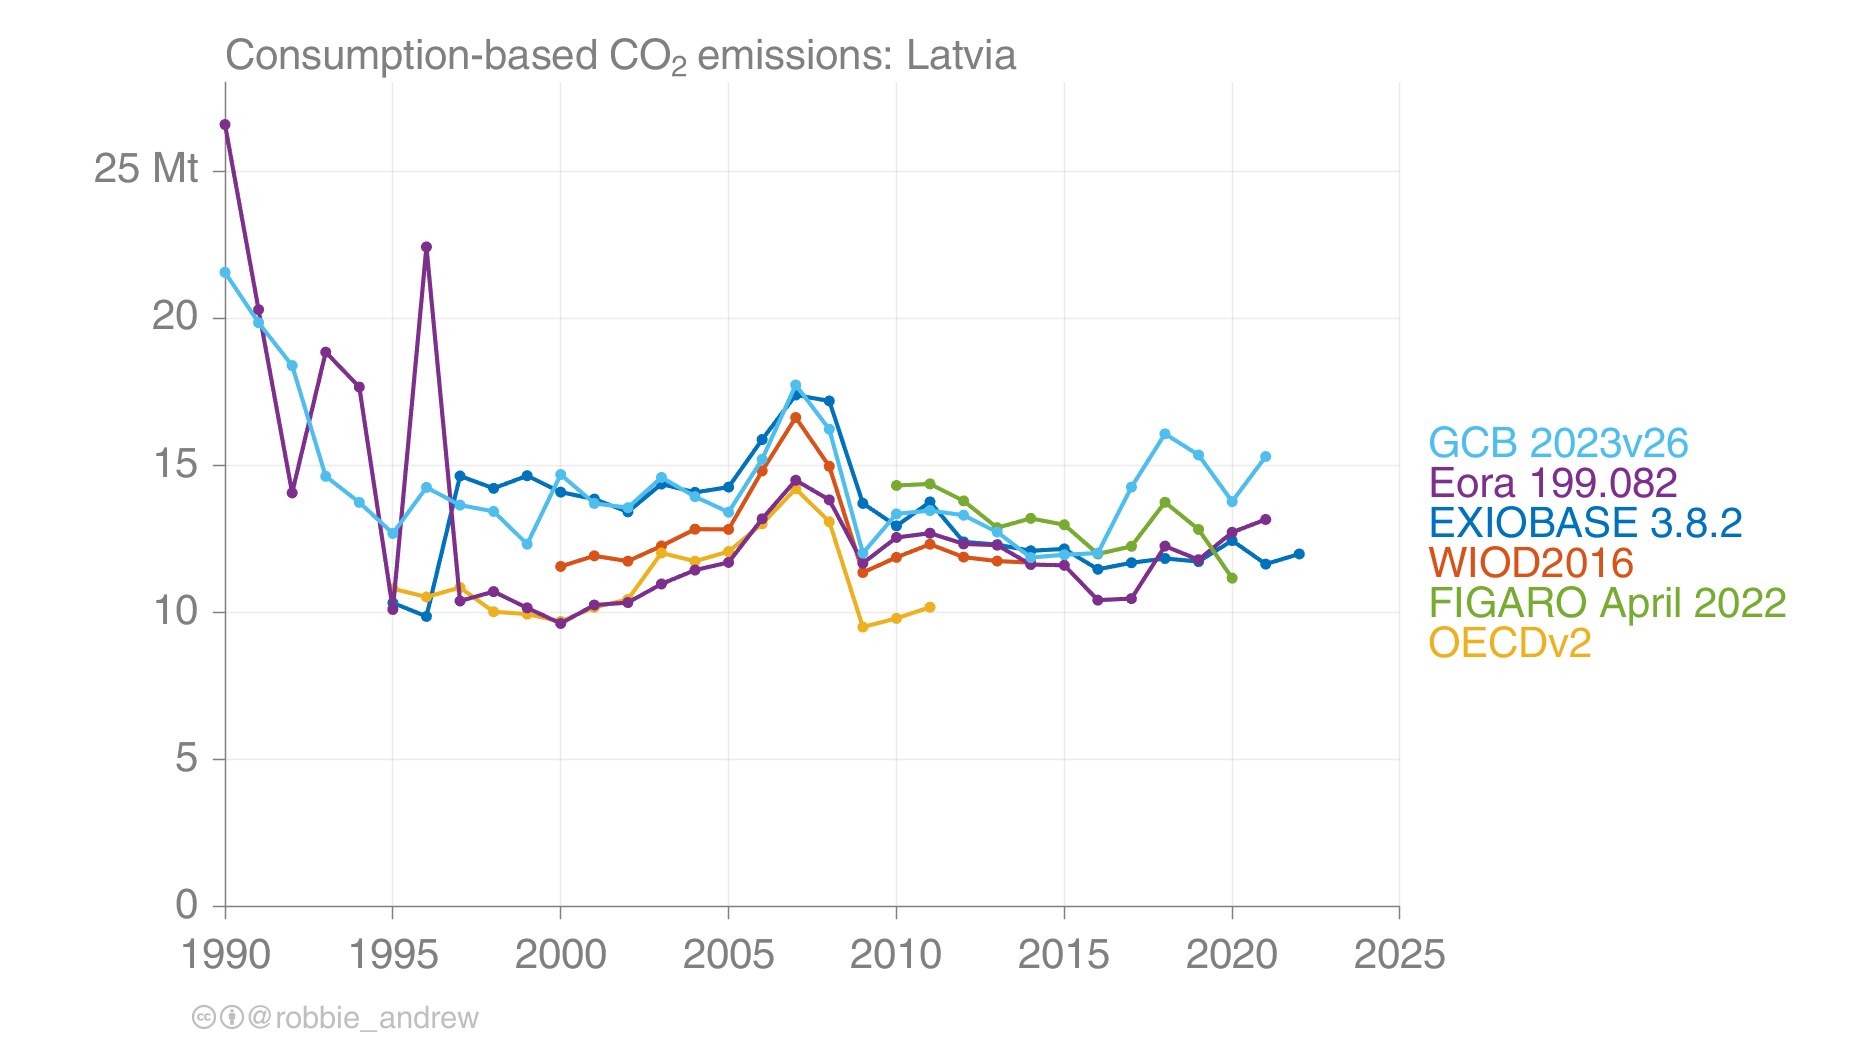 Consumption-based CO₂ emissions: Latvia
25 Mt
20
15
10
5
0
1990 1995 2000 2005 2010 2015 2020 2025
GCB 2023v26
Eora 199.082
EXIOBASE 3.8.2
WIOD2016
FIGARO April 2022
OECDv2
cc @robbie_andrew